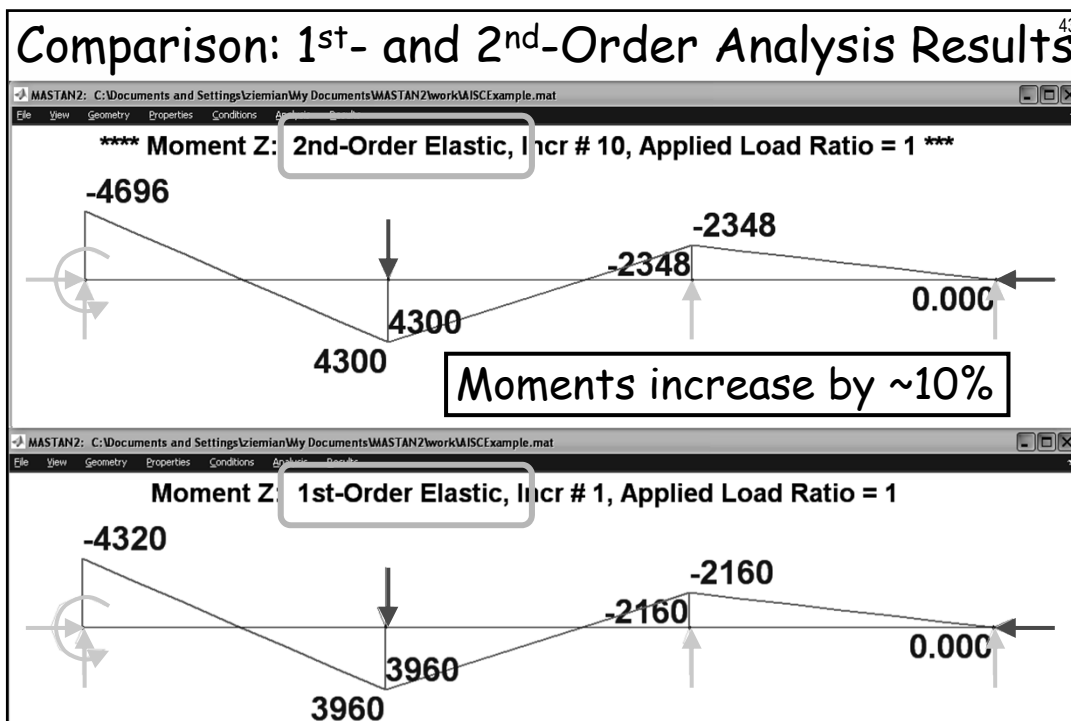 Comparison: 1st- and 2nd-Order Analysis Results
MASTAN2: C:\Documents and Settings\ziemian\My Documents\MASTAN2\work\AISCExample.mat
File View Geometry Properties Conditions Analysis Results
**** Moment Z: 2nd-Order Elastic, Incr # 10, Applied Load Ratio = 1 ***
-4696
-2348
-2348
0.000
4300
4300
Moments increase by ~10%
MASTAN2: C:\Documents and Settings\ziemian\My Documents\MASTAN2\work\AISCExample.mat
File View Geometry Properties Conditions Analysis Results
Moment Z: 1st-Order Elastic, Incr # 1, Applied Load Ratio = 1
-4320
-2160
-2160
0.000
3960
3960